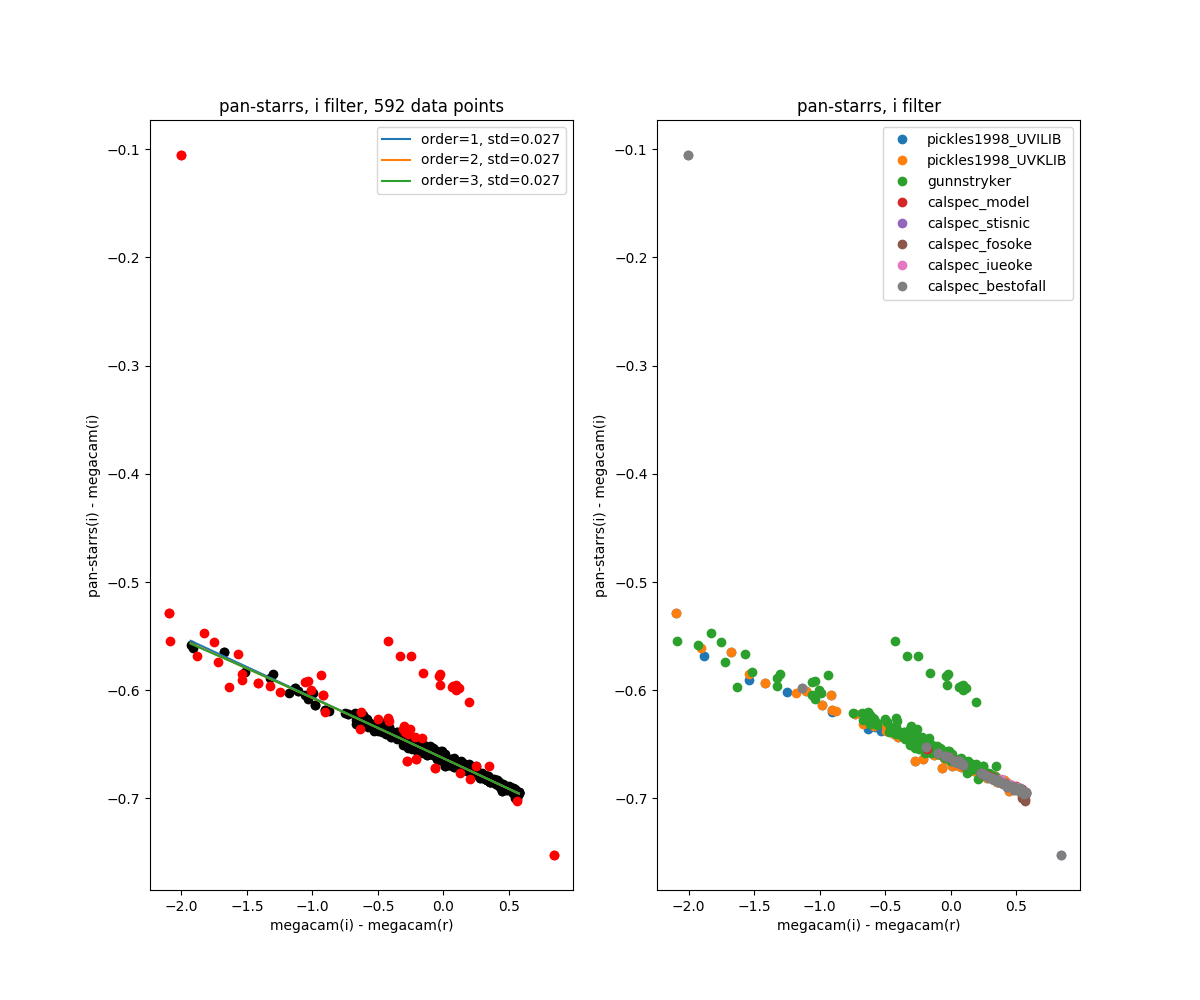 pan-starrs, i filter, 592 data points
order=1, std=0.027
order=2, std=0.027
order=3, std=0.027
−0.1
−0.2
−0.3
−0.4
−0.5
−0.6
−0.7
pan-starrs(i) - megacam(i)
−2.0 −1.5 −1.0 −0.5 0.0 0.5
megacam(i) - megacam(r)
pan-starrs, i filter
pickles1998_UVILIB
pickles1998_UVKLIB
gunnstryker
calspec_model
calspec_stisnic
calspec_fosoke
calspec_iueoke
calspec_bestofall
−0.1
−0.2
−0.3
−0.4
−0.5
−0.6
−0.7
pan-starrs(i) - megacam(i)
−2.0 −1.5 −1.0 −0.5 0.0 0.5
megacam(i) - megacam(r)